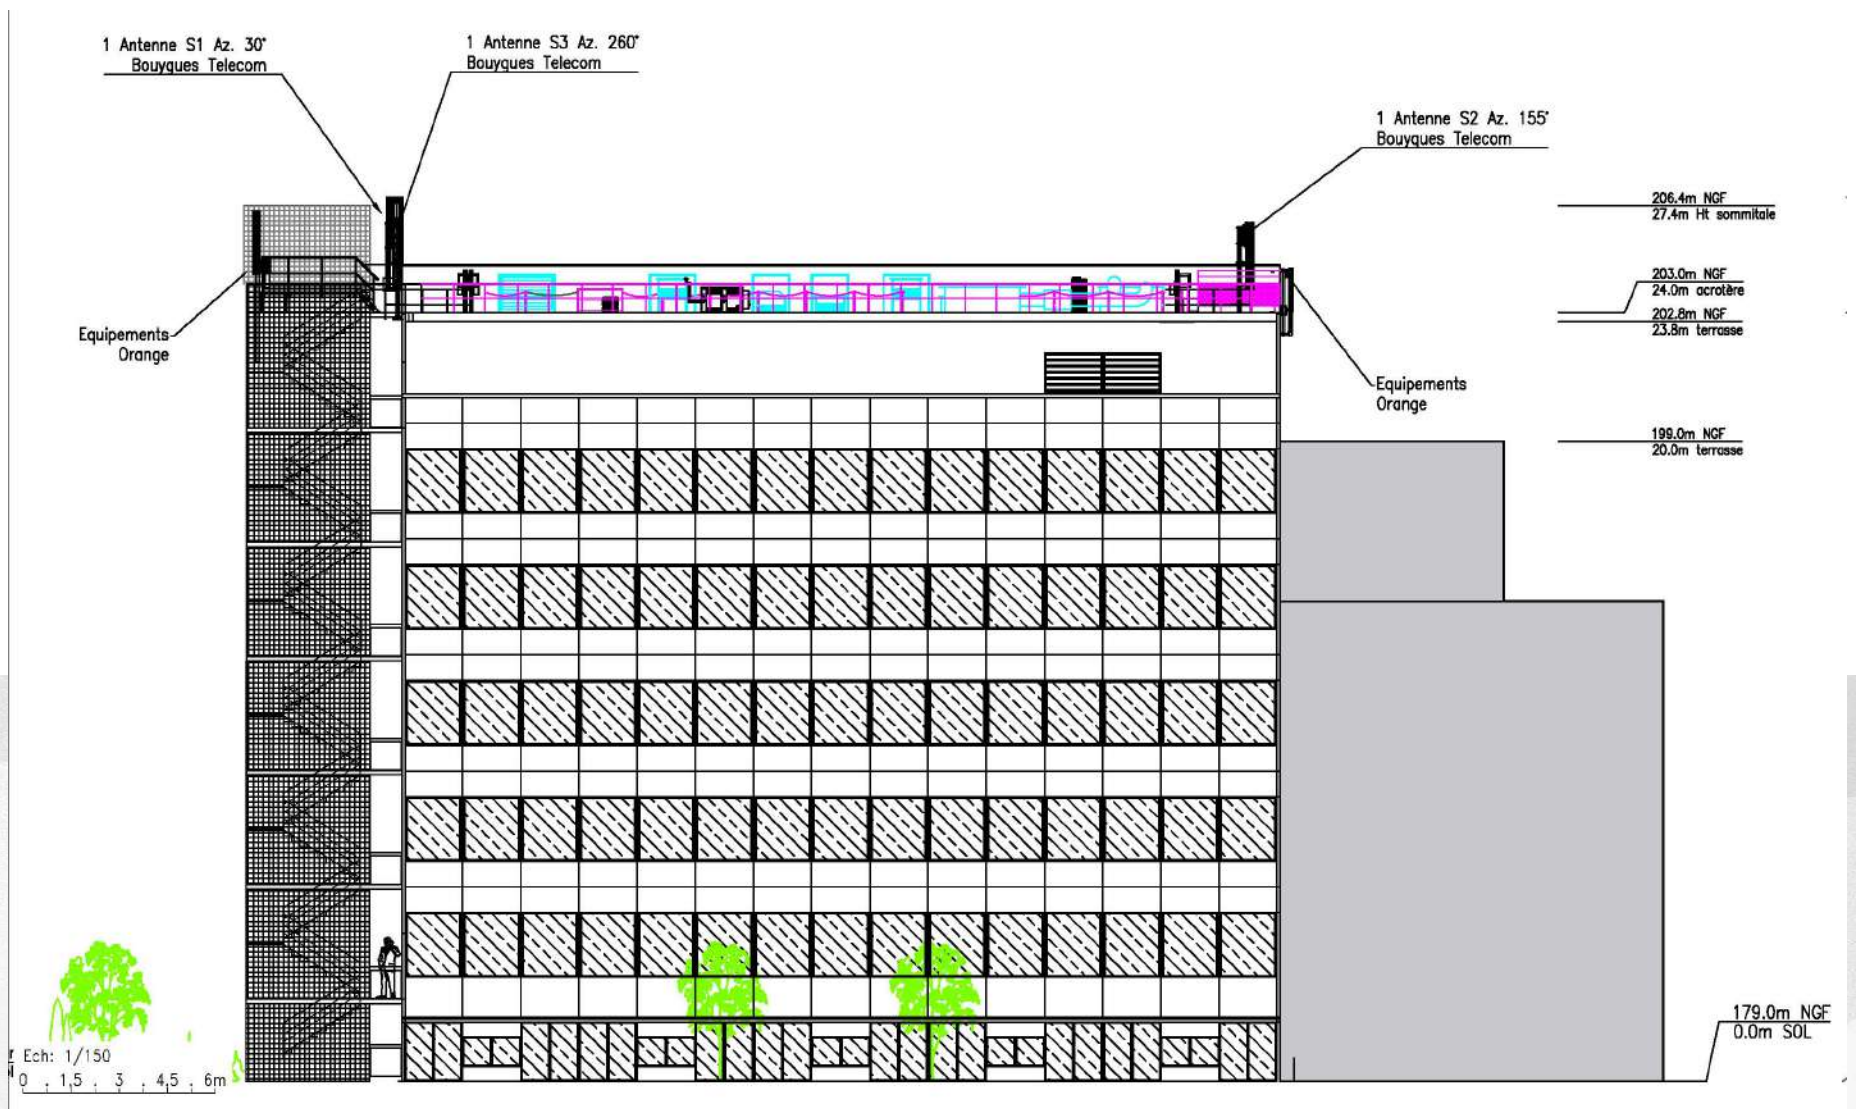 1 Antenne S1 Az. 30°
Bouygues Telecom
1 Antenne S3 Az. 260°
Bouygues Telecom
1 Antenne S2 Az. 155°
Bouygues Telecom
206.4m NGF
27.4m Ht sommitale
203.0m NGF
24.0m acrotère
202.8m NGF
23.8m terrasse
Equipements
Orange
Equipements
Orange
199.0m NGF
20.0m terrasse
179.0m NGF
0.0m SOL
Ech: 1/150
0 . 1,5 . 3 . 4,5 . 6m